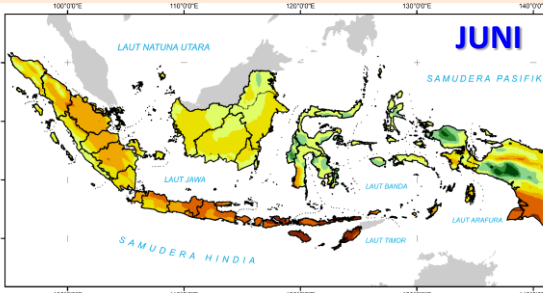 100°0'0"E 110°0'0"E 120°0'0"E 130°0'0"E 140°0'0"E
JUNI
LAUT NATUNA UTARA
SAMUDERA PASIFIK
LAUT JAWA
LAUT BANDA
LAUT ARAFURA
LAUT TIMOR
SAMUDERA HINDIA